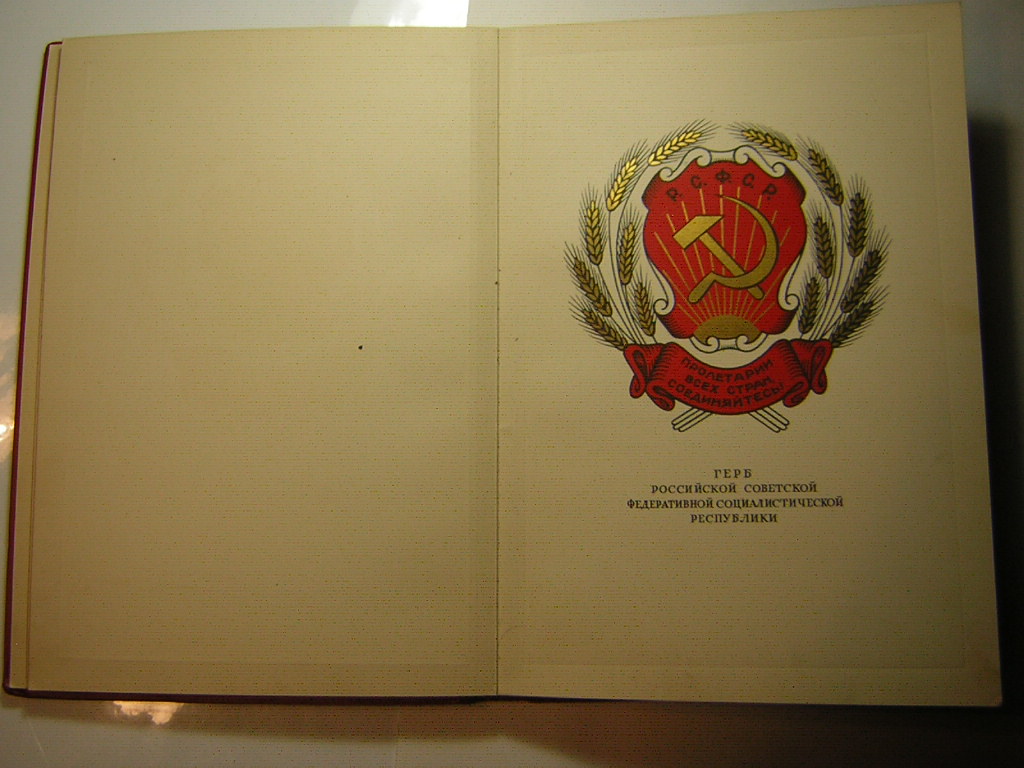 Р. С. Ф. С. Р.
ПРОЛЕТАРИИ
ВСЕХ СТРАН,
СОЕДИНЯЙТЕСЬ!
ГЕРБ
РОССИЙСКОЙ СОВЕТСКОЙ
ФЕДЕРАТИВНОЙ СОЦИАЛИСТИЧЕСКОЙ
РЕСПУБЛИКИ